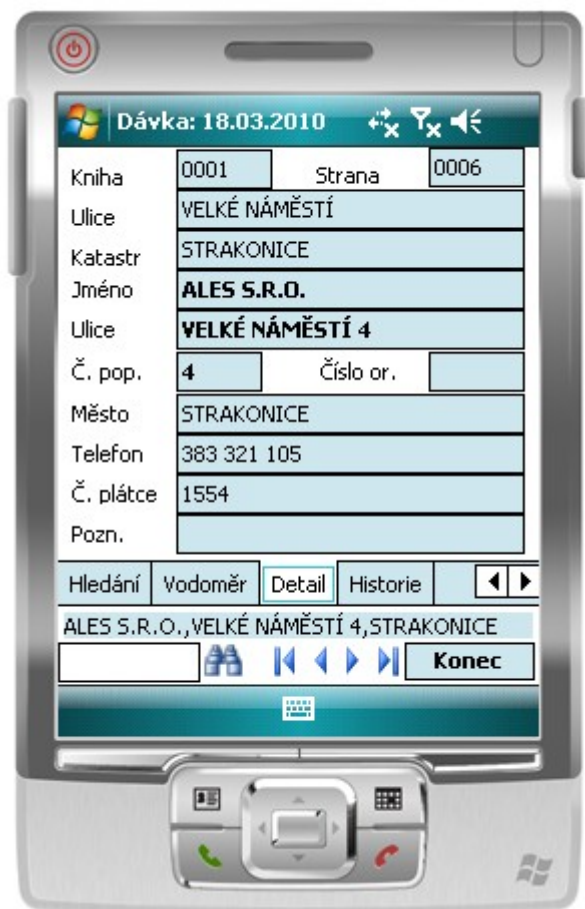 Dávka: 18.03.2010
Kniha 0001 Strana 0006
Ulice VELKÉ NÁMĚSTÍ
Katastr STRAKONICE
Jméno ALES S.R.O.
Ulice VELKÉ NÁMĚSTÍ 4
Č. pop. 4 Číslo or.
Město STRAKONICE
Telefon 383 321 105
Č. plátce 1554
Pozn.
Hledání Vodoměr Detail Historie
ALES S.R.O.,VELKÉ NÁMĚSTÍ 4,STRAKONICE
Konec